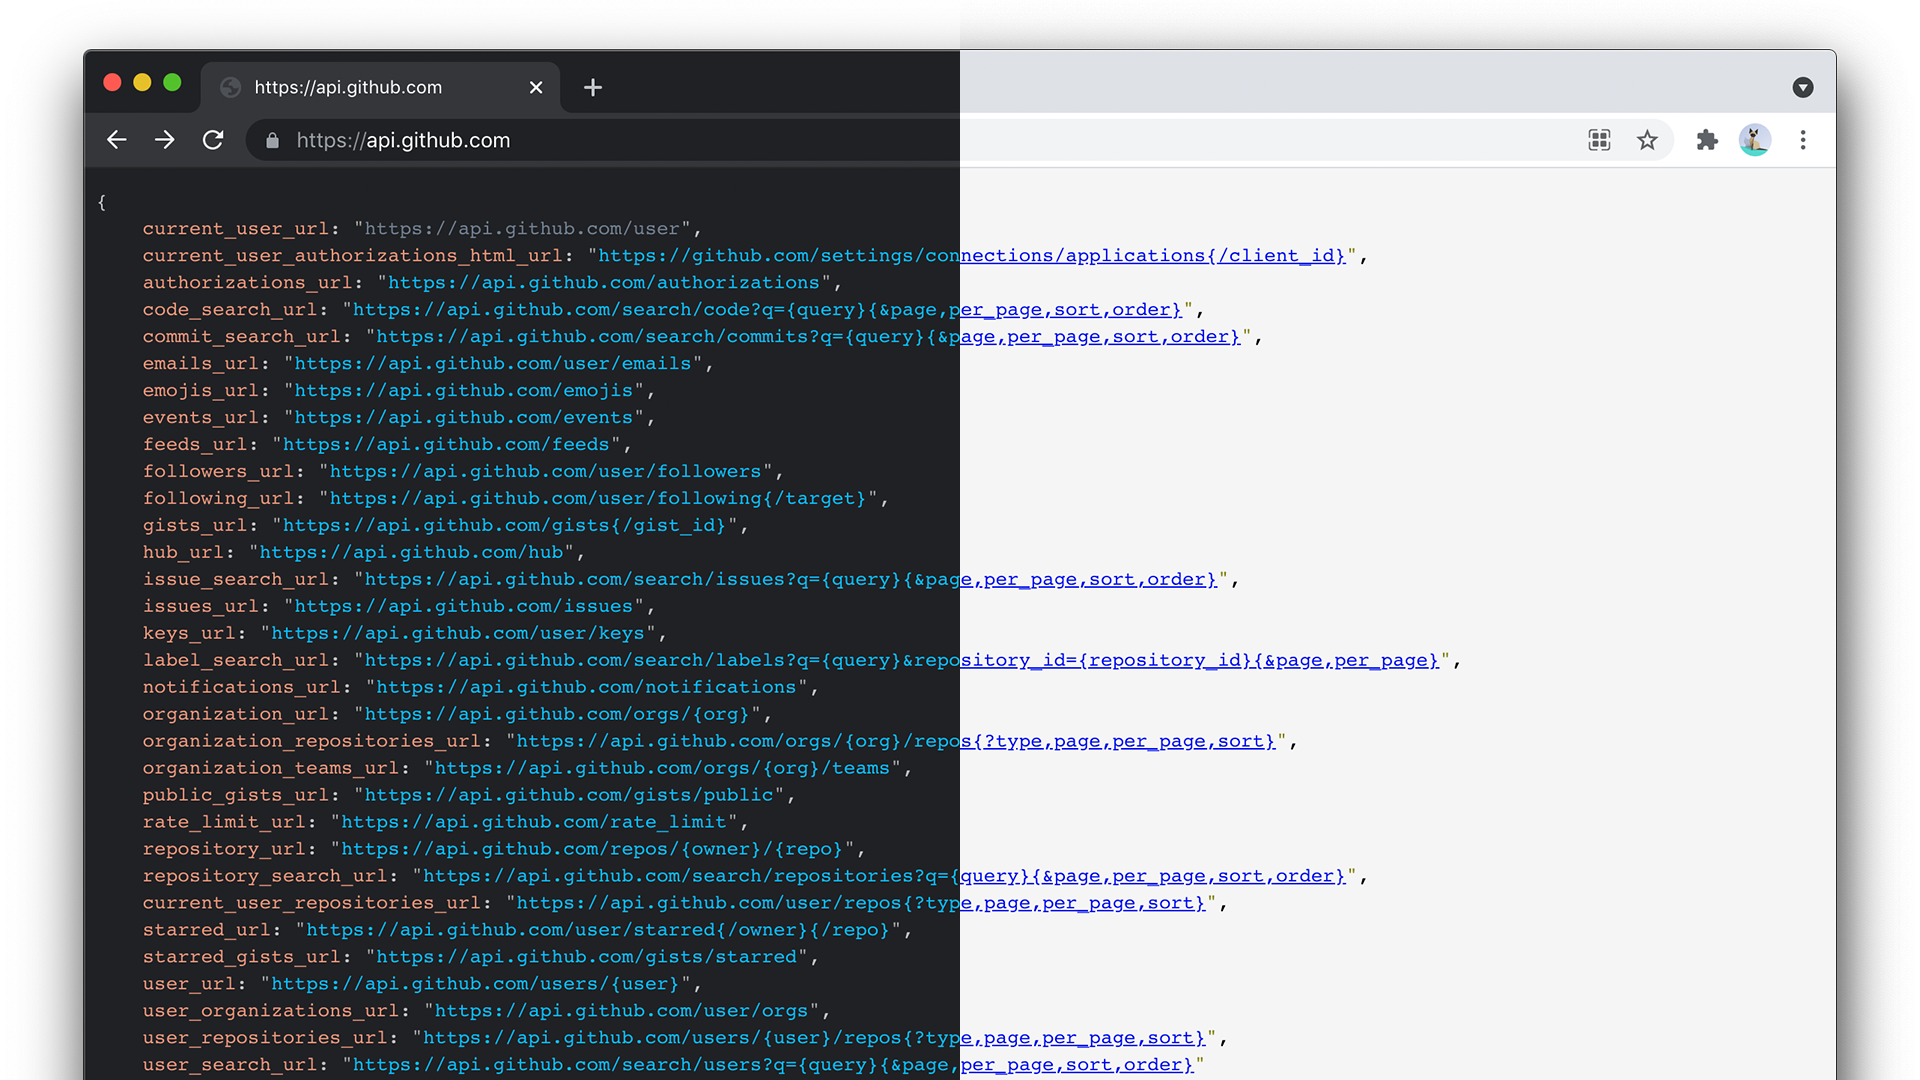 https://api.github.com
https://api.github.com
{
current_user_url: "https://api.github.com/user",
current_user_authorizations_html_url: "https://github.com/settings/connections/applications{/client_id}",
authorizations_url: "https://api.github.com/authorizations",
code_search_url: "https://api.github.com/search/code?q={query}{&page,per_page,sort,order}",
commit_search_url: "https://api.github.com/search/commits?q={query}{&page,per_page,sort,order}",
emails_url: "https://api.github.com/user/emails",
emojis_url: "https://api.github.com/emojis",
events_url: "https://api.github.com/events",
feeds_url: "https://api.github.com/feeds",
followers_url: "https://api.github.com/user/followers",
following_url: "https://api.github.com/user/following{/target}",
gists_url: "https://api.github.com/gists{/gist_id}",
hub_url: "https://api.github.com/hub",
issue_search_url: "https://api.github.com/search/issues?q={query}{&page,per_page,sort,order}",
issues_url: "https://api.github.com/issues",
keys_url: "https://api.github.com/user/keys",
label_search_url: "https://api.github.com/search/labels?q={query}&repository_id={repository_id}{&page,per_page}",
notifications_url: "https://api.github.com/notifications",
organization_url: "https://api.github.com/orgs/{org}",
organization_repositories_url: "https://api.github.com/orgs/{org}/repos{?type,page,per_page,sort}",
organization_teams_url: "https://api.github.com/orgs/{org}/teams",
public_gists_url: "https://api.github.com/gists/public",
rate_limit_url: "https://api.github.com/rate_limit",
repository_url: "https://api.github.com/repos/{owner}/{repo}",
repository_search_url: "https://api.github.com/search/repositories?q={query}{&page,per_page,sort,order}",
current_user_repositories_url: "https://api.github.com/user/repos{?type,page,per_page,sort}",
starred_url: "https://api.github.com/user/starred{/owner}{/repo}",
starred_gists_url: "https://api.github.com/gists/starred",
user_url: "https://api.github.com/users/{user}",
user_organizations_url: "https://api.github.com/user/orgs",
user_repositories_url: "https://api.github.com/users/{user}/repos{?type,page,per_page,sort}",
user_search_url: "https://api.github.com/search/users?q={query}{&page,per_page,sort,order}"